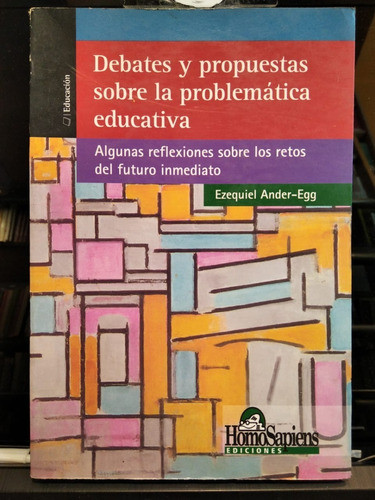 Educación
Debates y propuestas
sobre la problemática
educativa
Algunas reflexiones sobre los retos
del futuro inmediato
Ezequiel Ander-Egg
HomoSapiens
EDICIONES